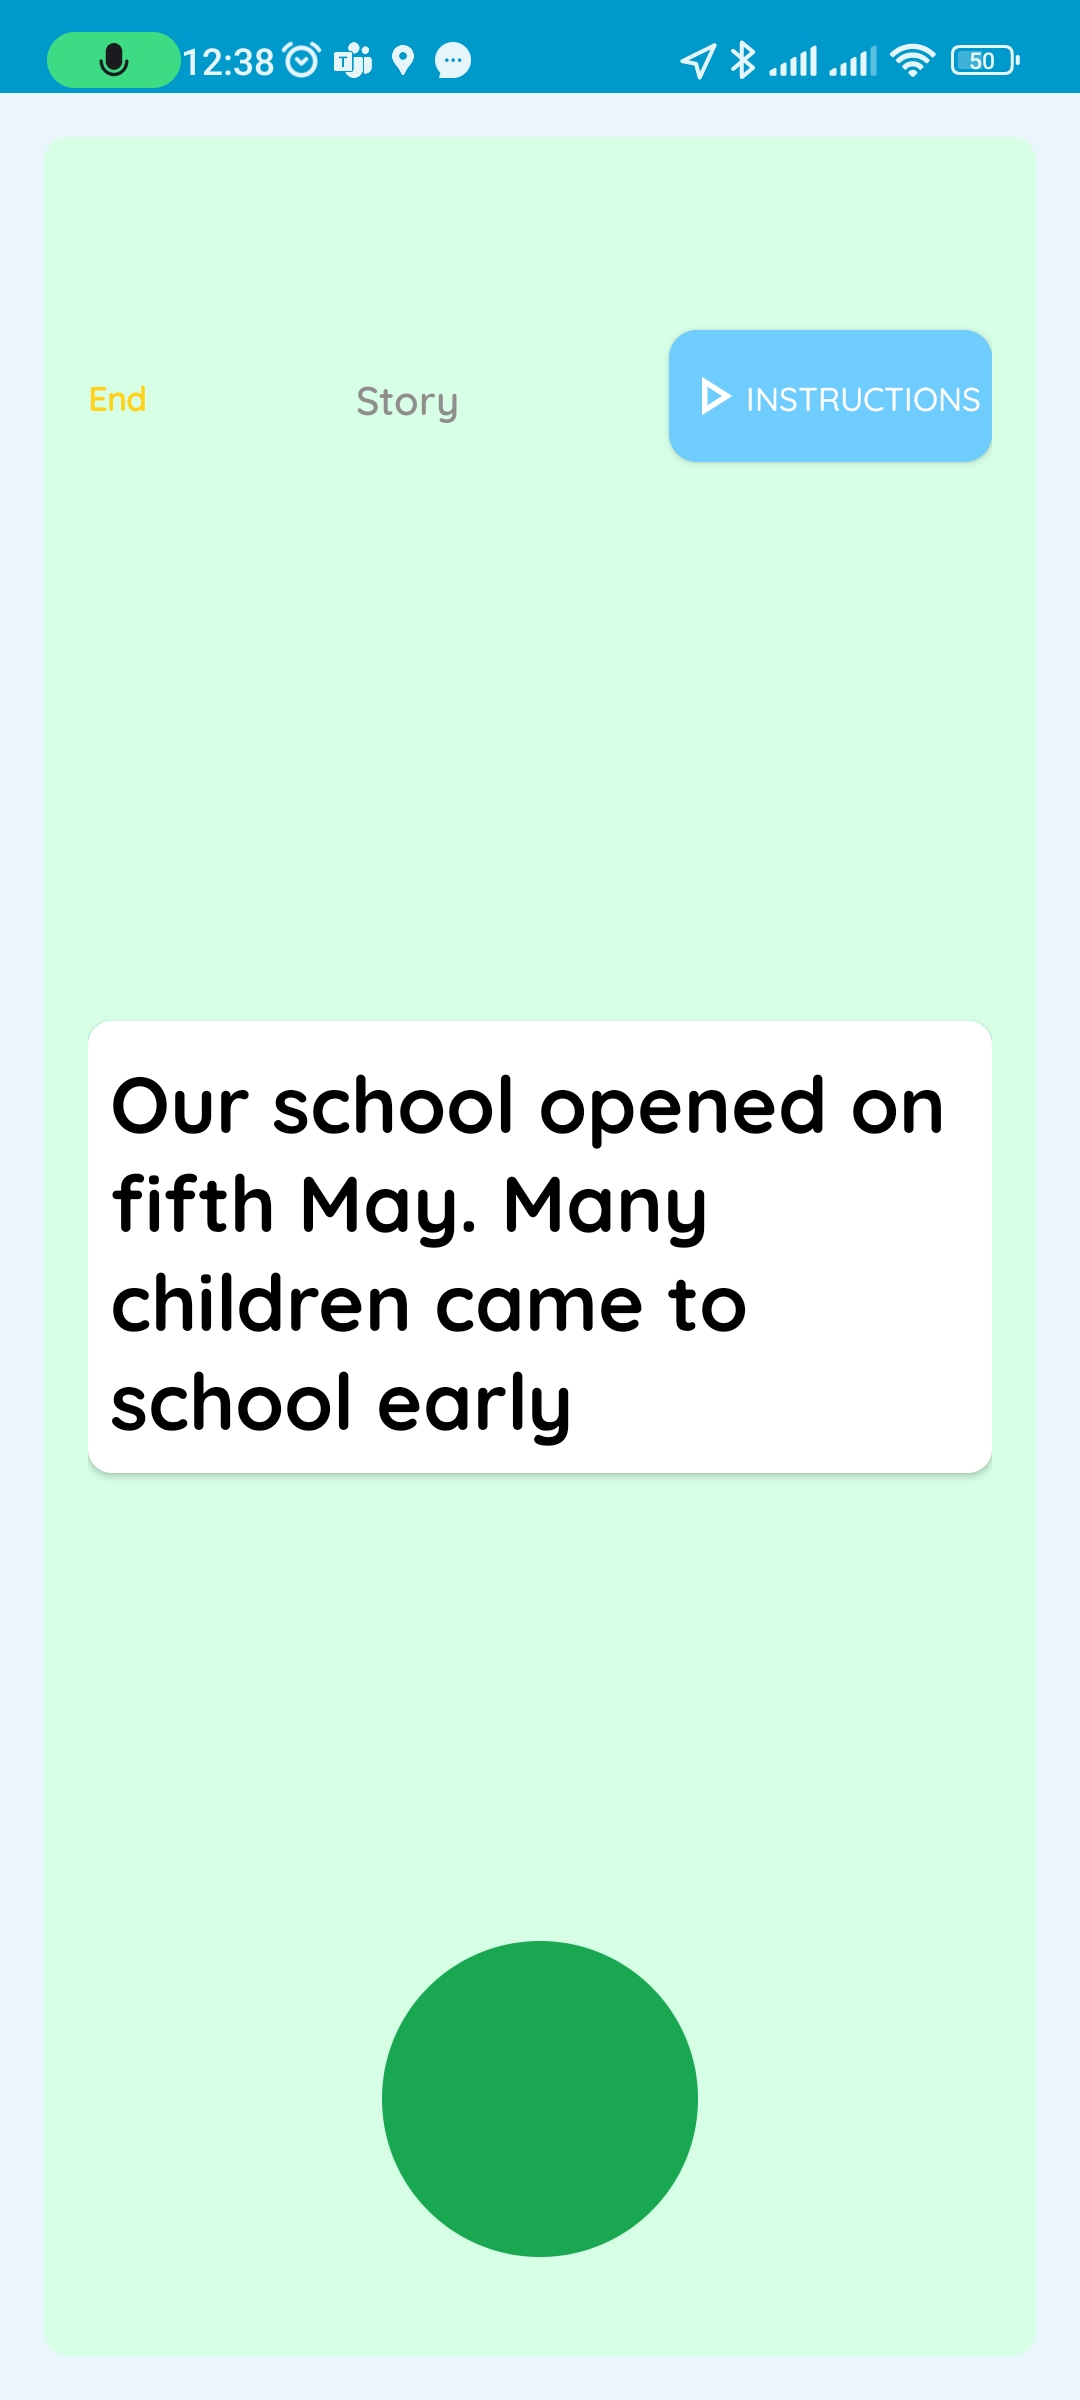 12:38
50
End
Story
INSTRUCTIONS
Our school opened on
fifth May. Many
children came to
school early